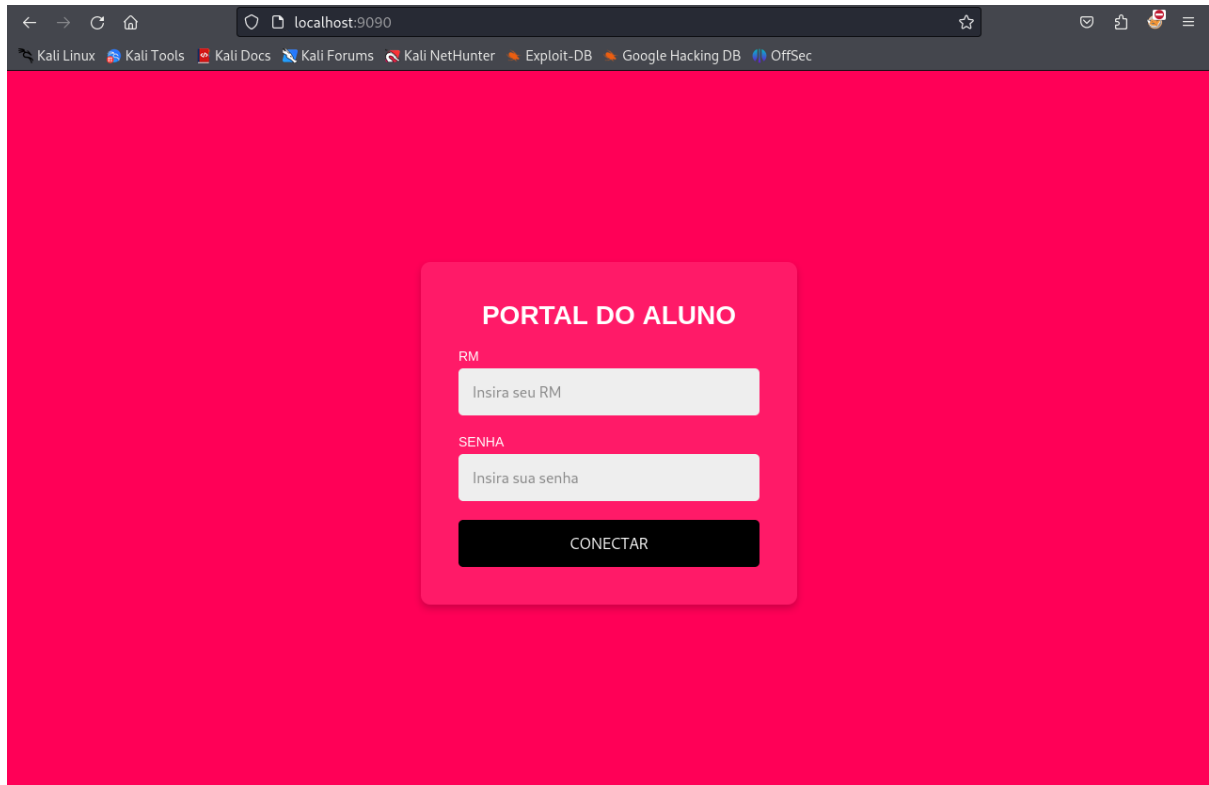 localhost:9090
Kali Linux Kali Tools Kali Docs Kali Forums Kali NetHunter Exploit-DB Google Hacking DB OffSec
PORTAL DO ALUNO
RM
Insira seu RM
SENHA
Insira sua senha
CONECTAR